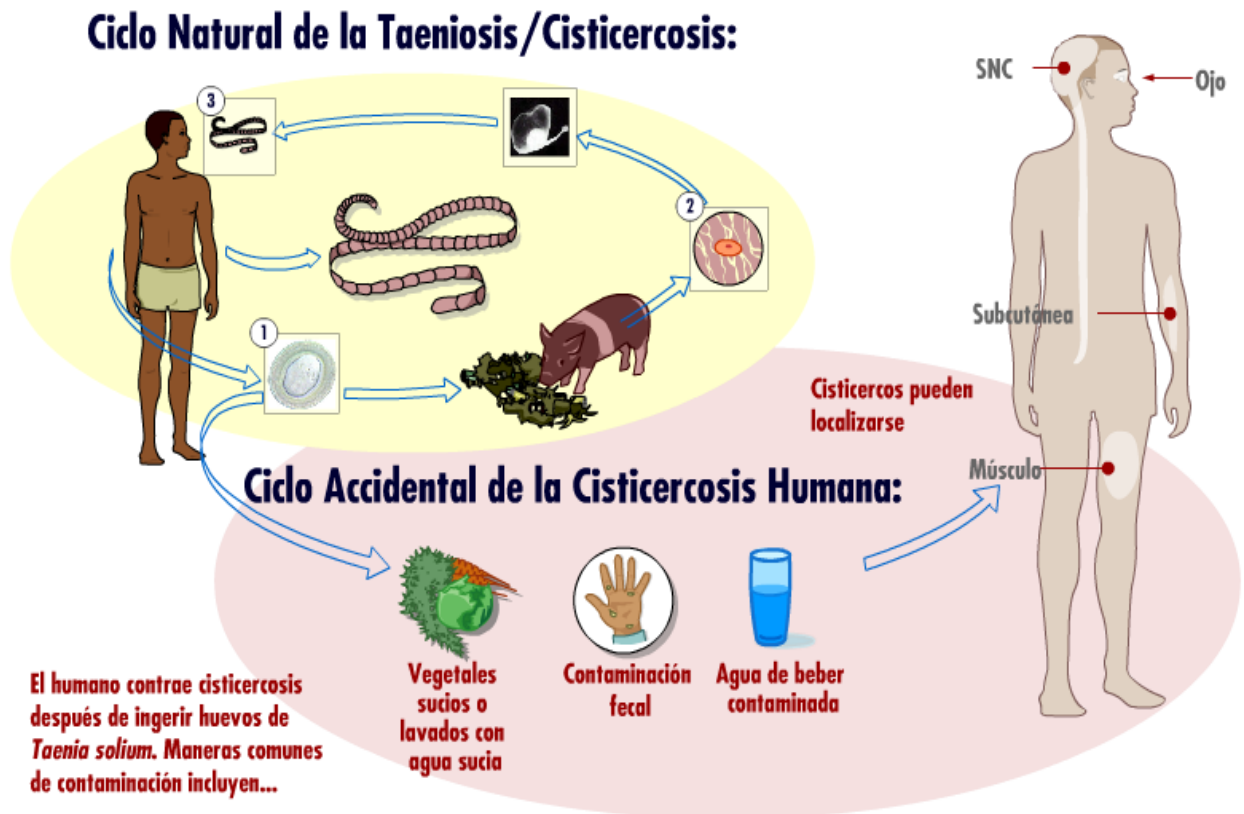 Ciclo Natural de la Taeniosis/Cisticercosis:
SNC
Ojo
3
2
1
Subcutánea
Cisticercos pueden
localizarse
Músculo
Ciclo Accidental de la Cisticercosis Humana:
Vegetales
sucios o
lavados con
agua sucia
Contaminación
fecal
Agua de beber
contaminada
El humano contrae cisticercosis
después de ingerir huevos de
Taenia solium. Maneras comunes
de contaminación incluyen...